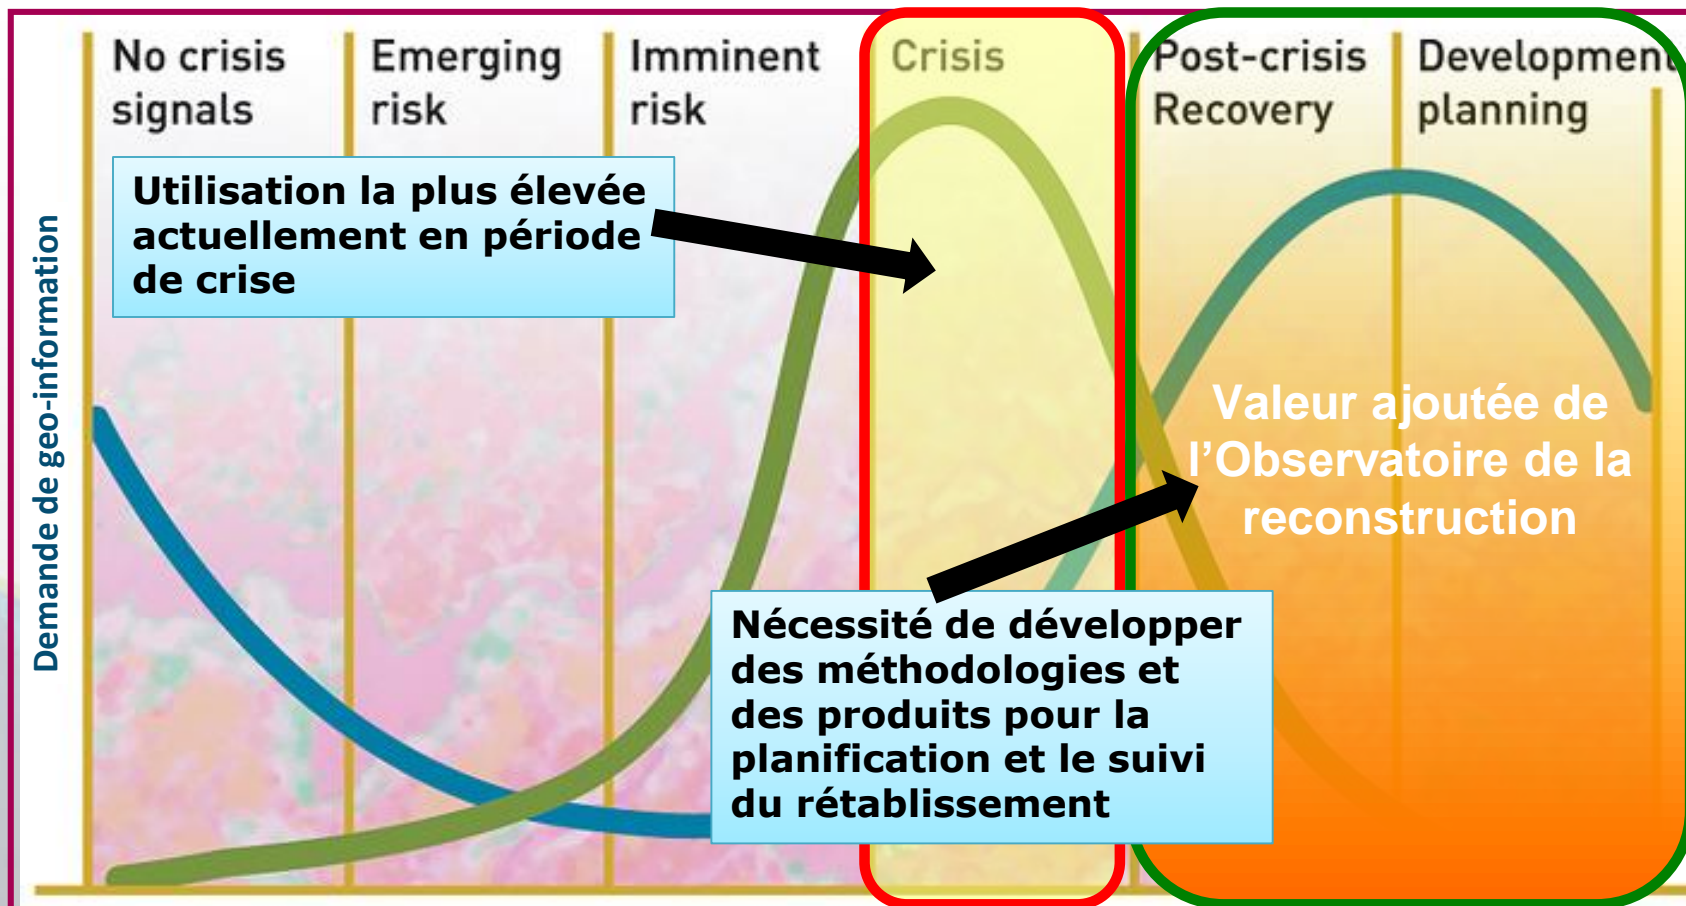 No crisis
signals
Emerging
risk
Imminent
risk
Crisis
Post-crisis
Recovery
Development
planning
Utilisation la plus élevée
actuellement en période
de crise
Demande de geo-information
Valeur ajoutée de
l’Observatoire de la
reconstruction
Nécessité de développer
des méthodologies et
des produits pour la
planification et le suivi
du rétablissement